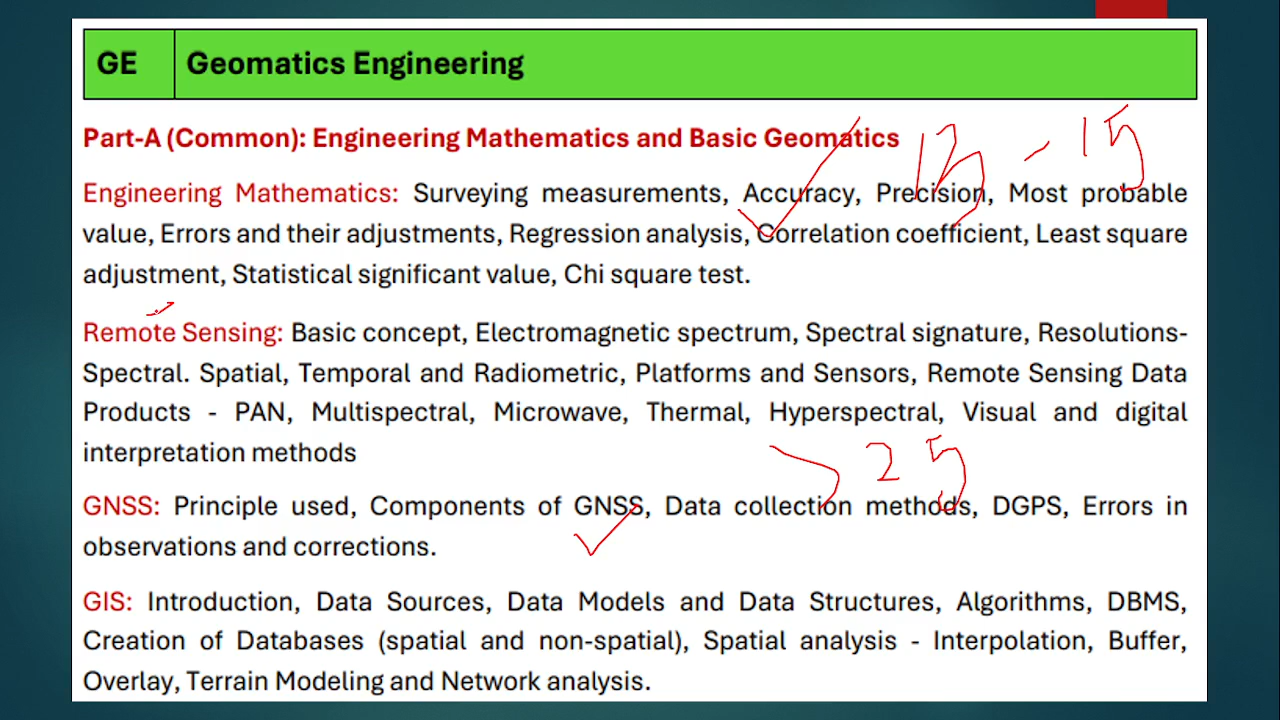 GE Geomatics Engineering
Part-A (Common): Engineering Mathematics and Basic Geomatics
13 - 15
Engineering Mathematics: Surveying measurements, Accuracy, Precision, Most probable
value, Errors and their adjustments, Regression analysis, Correlation coefficient, Least square
adjustment, Statistical significant value, Chi square test.
Remote Sensing: Basic concept, Electromagnetic spectrum, Spectral signature, Resolutions-
Spectral. Spatial, Temporal and Radiometric, Platforms and Sensors, Remote Sensing Data
Products - PAN, Multispectral, Microwave, Thermal, Hyperspectral, Visual and digital
interpretation methods
25
GNSS: Principle used, Components of GNSS, Data collection methods, DGPS, Errors in
observations and corrections.
GIS: Introduction, Data Sources, Data Models and Data Structures, Algorithms, DBMS,
Creation of Databases (spatial and non-spatial), Spatial analysis - Interpolation, Buffer,
Overlay, Terrain Modeling and Network analysis.